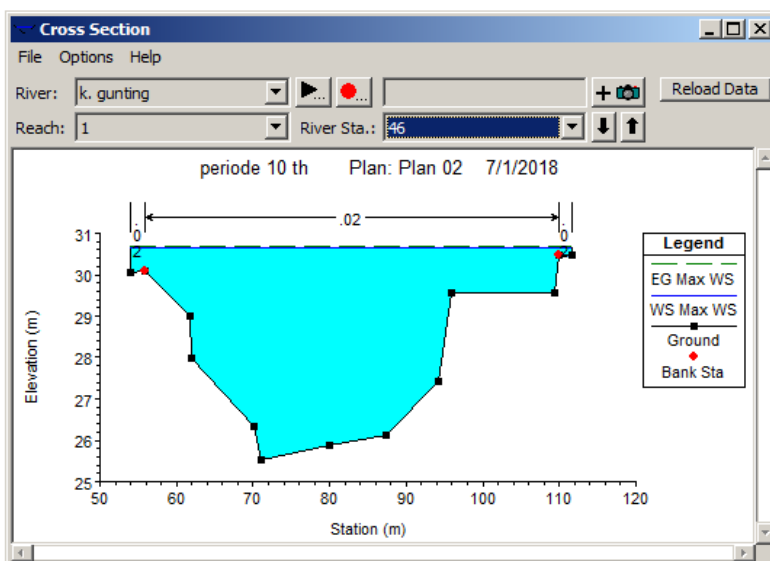 Cross Section
File Options Help
River: k. gunting ... ... + Reload Data
Reach: 1 River Sta.: 46
periode 10 th Plan: Plan 02 7/1/2018
.02 .02 .02
Elevation (m)
31
30
29
28
27
26
25
50 60 70 80 90 100 110 120
Station (m)
Legend
EG Max WS
WS Max WS
Ground
Bank Sta